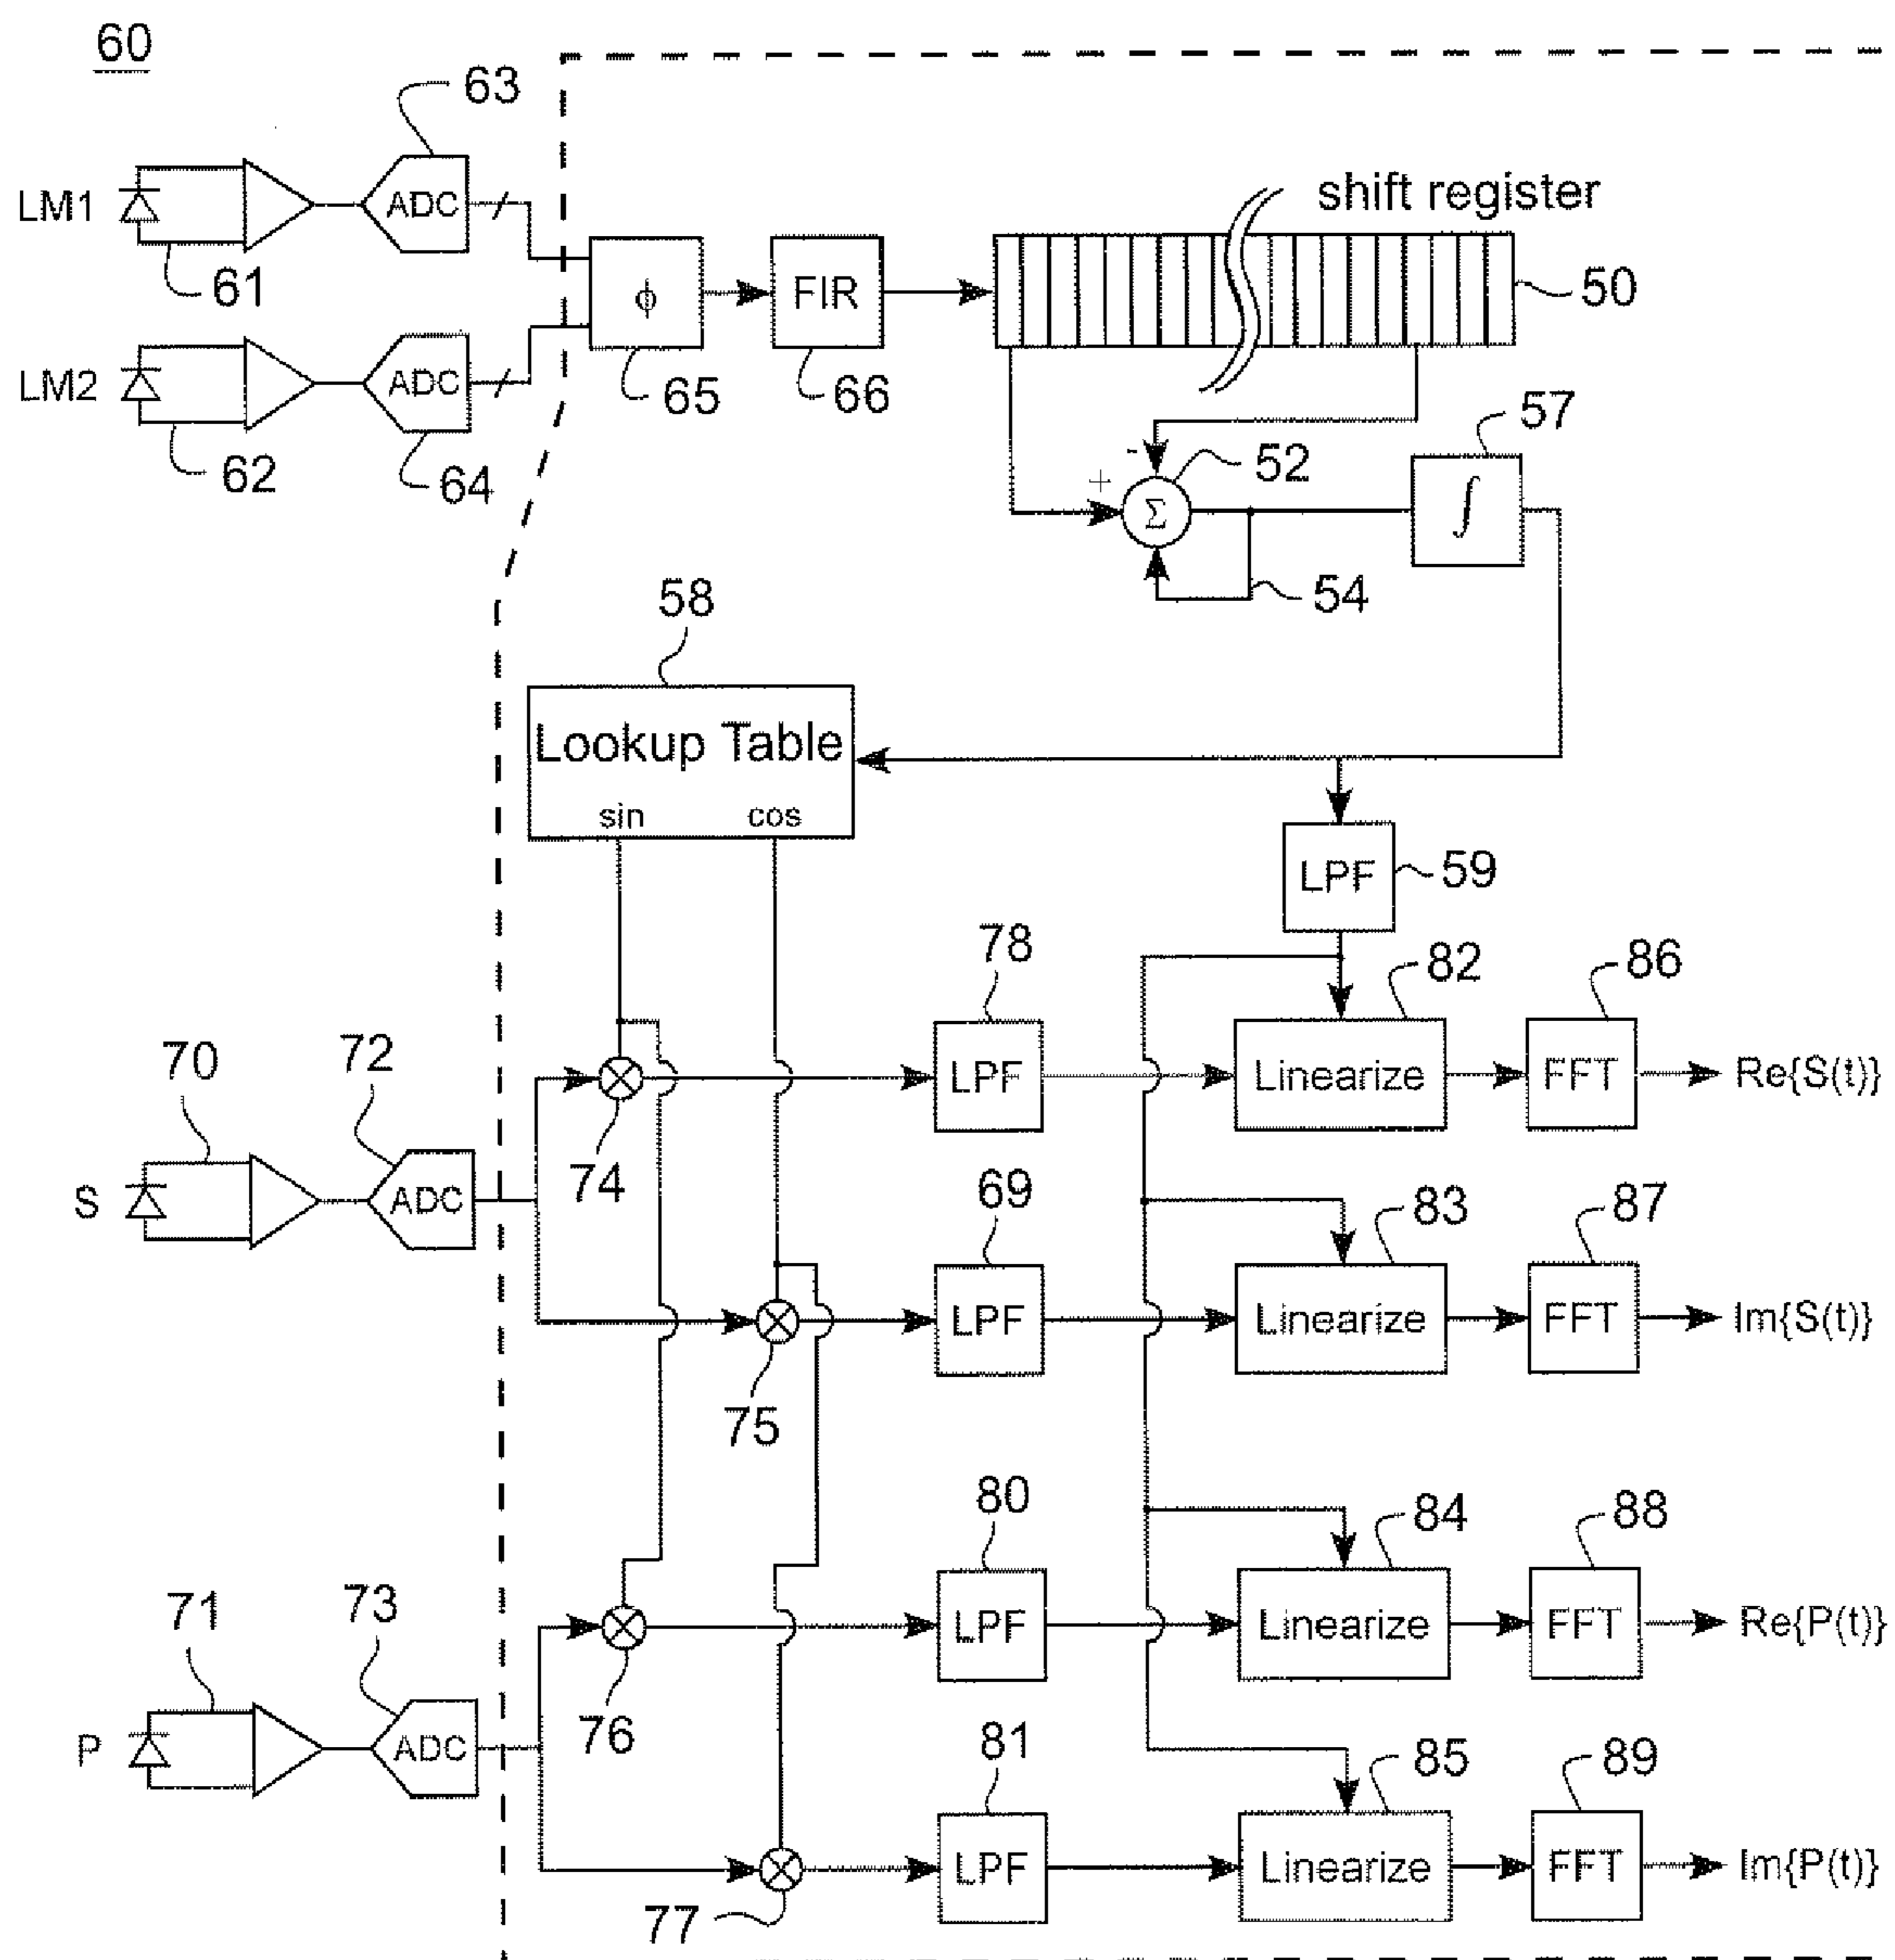 60
63
LM1
ADC
61
shift register
ϕ
FIR
50
LM2
ADC
62
64
65
66
57
-
52
+
Σ
∫
54
58
Lookup Table
sin
cos
LPF
59
78
82
86
70
72
LPF
Linearize
FFT
Re{S(t)}
74
S
ADC
69
83
87
LPF
Linearize
FFT
Im{S(t)}
75
80
84
88
71
73
LPF
Linearize
FFT
Re{P(t)}
76
P
ADC
81
85
89
LPF
Linearize
FFT
Im{P(t)}
77